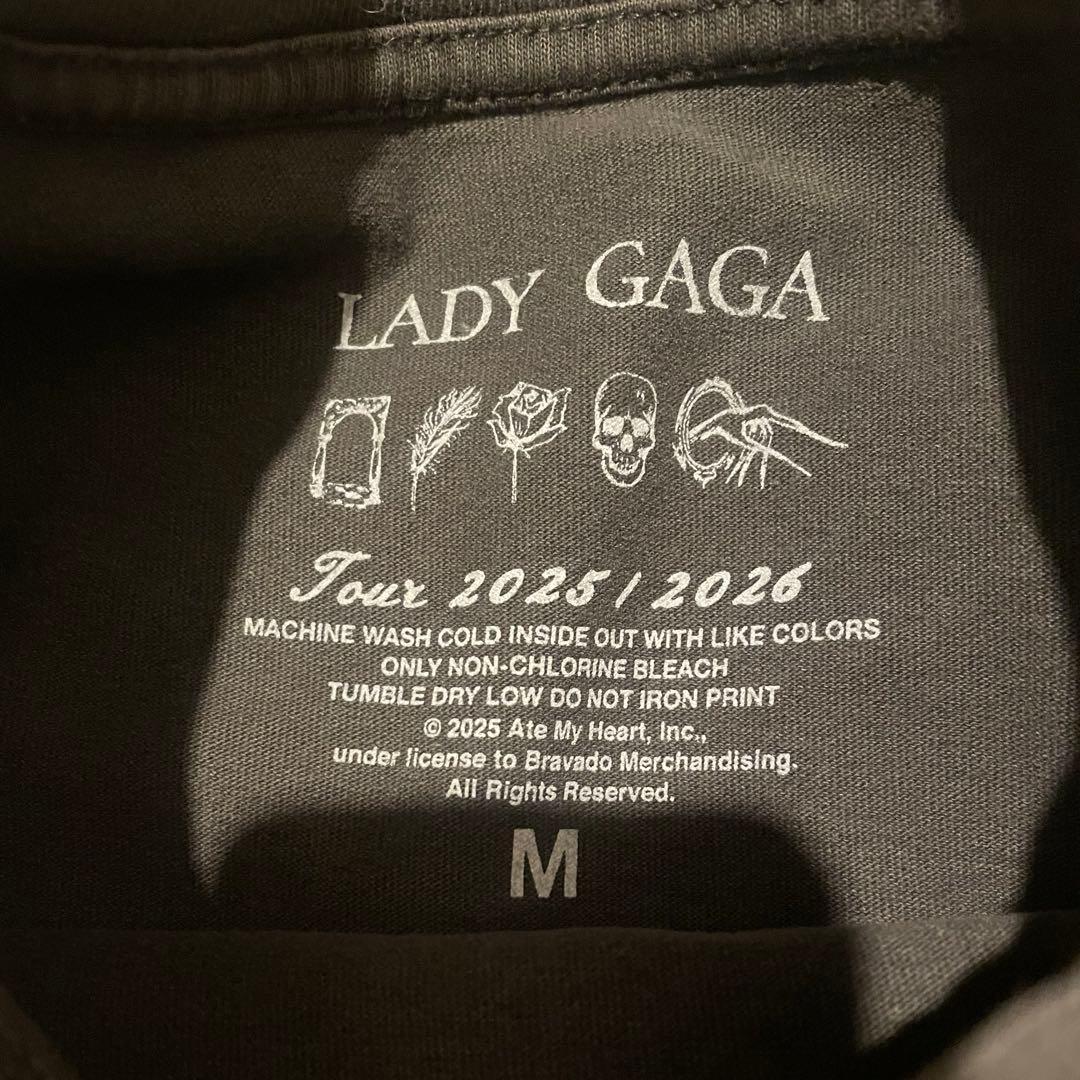 LADY GAGA
Tour 2025 / 2026
MACHINE WASH COLD INSIDE OUT WITH LIKE COLORS
ONLY NON-CHLORINE BLEACH
TUMBLE DRY LOW DO NOT IRON PRINT
© 2025 Ate My Heart, Inc.,
under license to Bravado Merchandising.
All Rights Reserved.
M